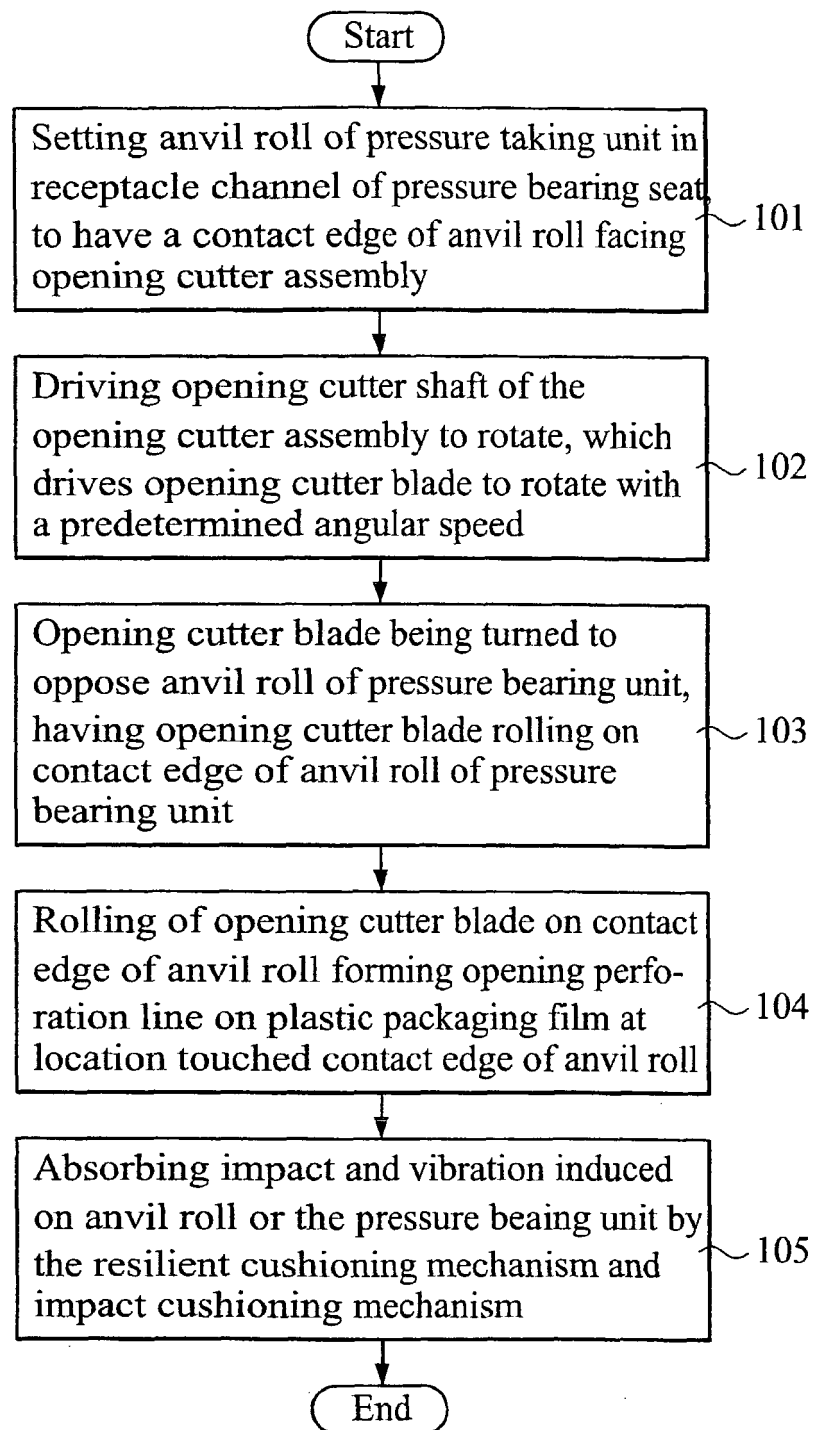 Start
Setting anvil roll of pressure taking unit in
receptacle channel of pressure bearing seat,
to have a contact edge of anvil roll facing
opening cutter assembly
101
Driving opening cutter shaft of the
opening cutter assembly to rotate, which
drives opening cutter blade to rotate with
a predetermined angular speed
102
Opening cutter blade being turned to
oppose anvil roll of pressure bearing unit,
having opening cutter blade rolling on
contact edge of anvil roll of pressure
bearing unit
103
Rolling of opening cutter blade on contact
edge of anvil roll forming opening perfo-
ration line on plastic packaging film at
location touched contact edge of anvil roll
104
Absorbing impact and vibration induced
on anvil roll or the pressure beaing unit by
the resilient cushioning mechanism and
impact cushioning mechanism
105
End